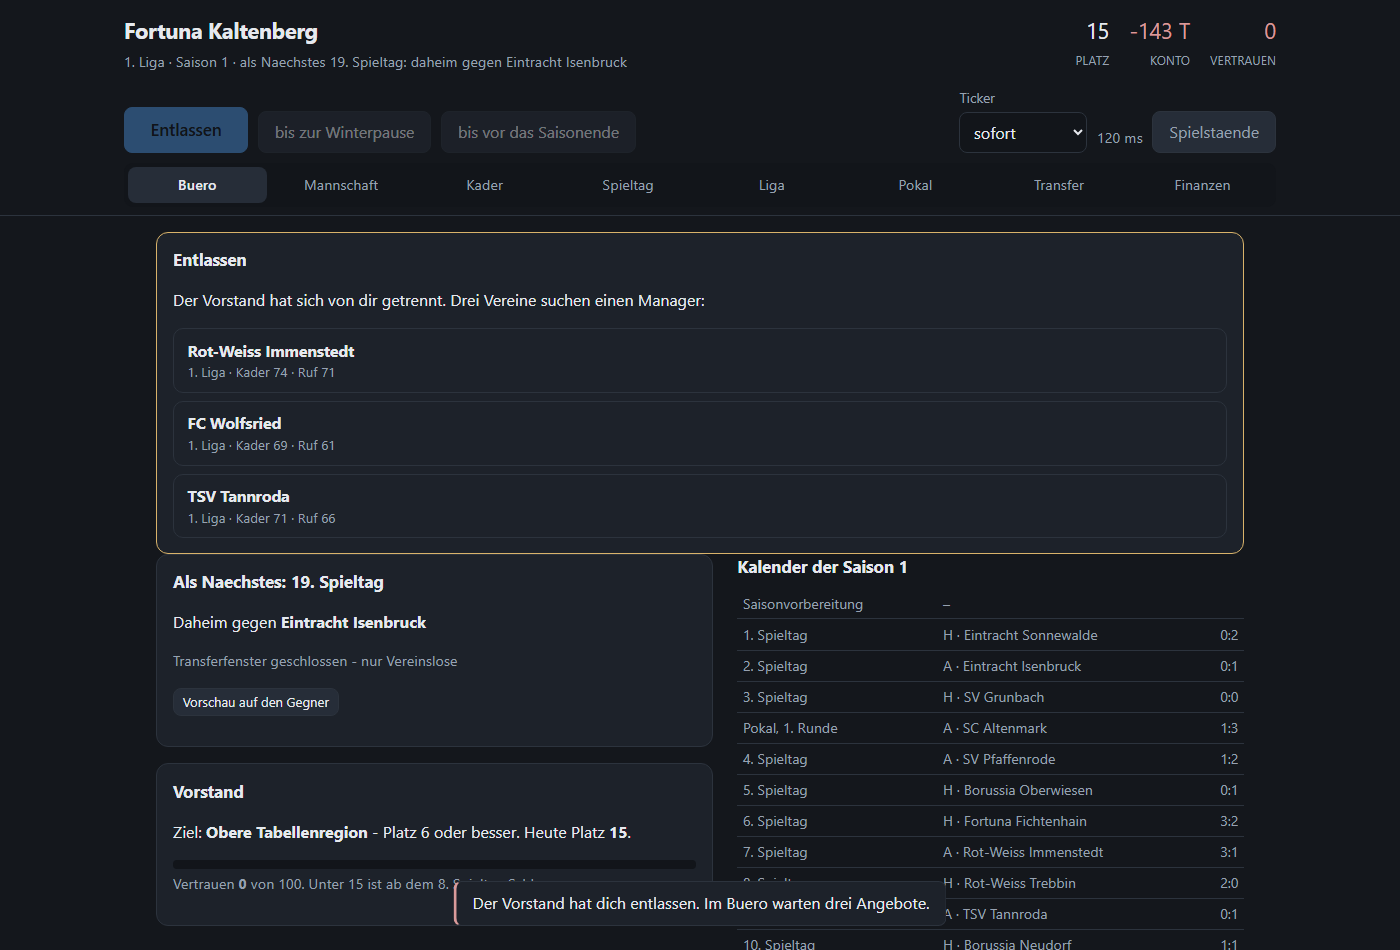 Fortuna Kaltenberg
1. Liga · Saison 1 · als Naechstes 19. Spieltag: daheim gegen Eintracht Isenbruck
15
PLATZ
-143 T
KONTO
0
VERTRAUEN
Entlassen
bis zur Winterpause
bis vor das Saisonende
Ticker
sofort
120 ms
Spielstaende
Buero
Mannschaft
Kader
Spieltag
Liga
Pokal
Transfer
Finanzen
Entlassen
Der Vorstand hat sich von dir getrennt. Drei Vereine suchen einen Manager:
Rot-Weiss Immenstedt
1. Liga · Kader 74 · Ruf 71
FC Wolfsried
1. Liga · Kader 69 · Ruf 61
TSV Tannroda
1. Liga · Kader 71 · Ruf 66
Als Naechstes: 19. Spieltag
Daheim gegen Eintracht Isenbruck
Transferfenster geschlossen - nur Vereinslose
Vorschau auf den Gegner
Vorstand
Ziel: Obere Tabellenregion - Platz 6 oder besser. Heute Platz 15.
Vertrauen 0 von 100. Unter 15 ist ab dem 8.
Kalender der Saison 1
Saisonvorbereitung –
1. Spieltag H · Eintracht Sonnewalde 0:2
2. Spieltag A · Eintracht Isenbruck 0:1
3. Spieltag H · SV Grunbach 0:0
Pokal, 1. Runde A · SC Altenmark 1:3
4. Spieltag A · SV Pfaffenrode 1:2
5. Spieltag H · Borussia Oberwiesen 0:1
6. Spieltag H · Fortuna Fichtenhain 3:2
7. Spieltag A · Rot-Weiss Immenstedt 3:1
H · Rot-Weiss Trebbin 2:0
A · TSV Tannroda 0:1
10. Spieltag H · Borussia Neudorf 1:1
Der Vorstand hat dich entlassen. Im Buero warten drei Angebote.